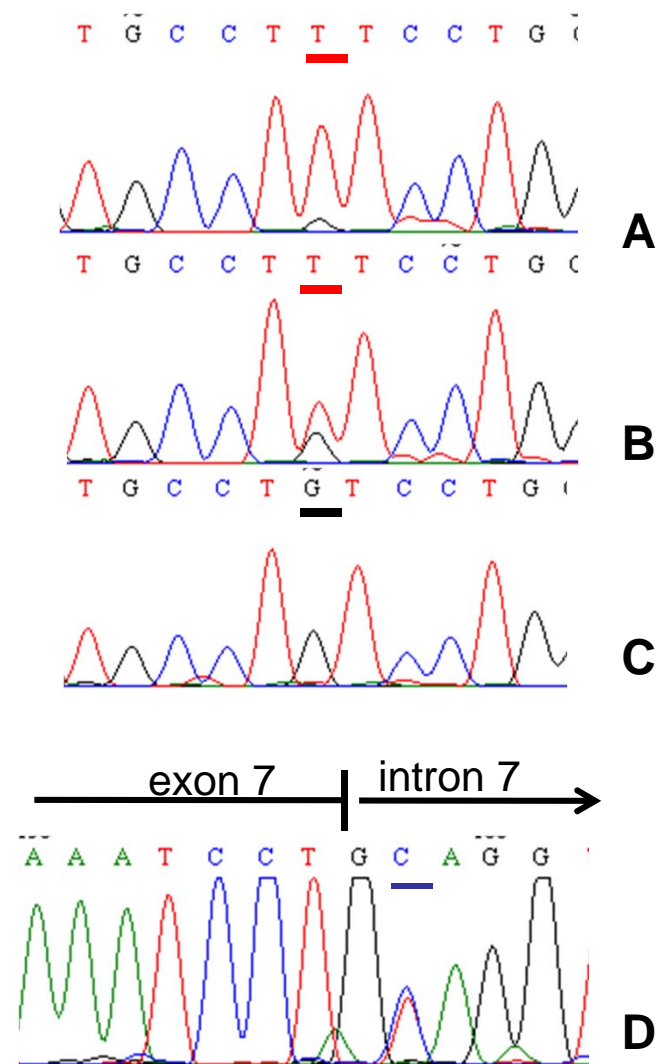 T G C C T T T C C T G
A
T G C C T T T C C T G
B
T G C C T G T C C T G
C
exon 7 intron 7
A A A T C C T G C A G G
D